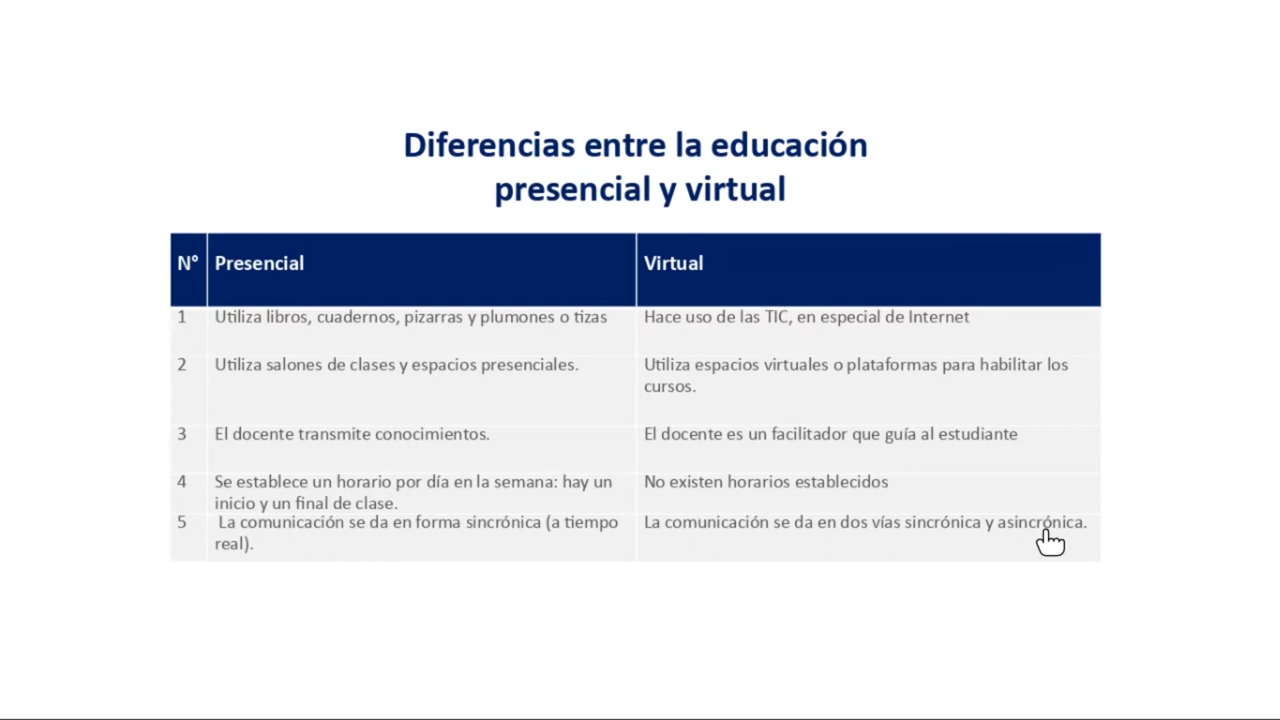 Diferencias entre la educación
presencial y virtual
N° Presencial Virtual
1 Utiliza libros, cuadernos, pizarras y plumones o tizas Hace uso de las TIC, en especial de Internet
2 Utiliza salones de clases y espacios presenciales. Utiliza espacios virtuales o plataformas para habilitar los
cursos.
3 El docente transmite conocimientos. El docente es un facilitador que guía al estudiante
4 Se establece un horario por día en la semana: hay un No existen horarios establecidos
inicio y un final de clase.
5 La comunicación se da en forma sincrónica (a tiempo La comunicación se da en dos vías sincrónica y asincrónica.
real).